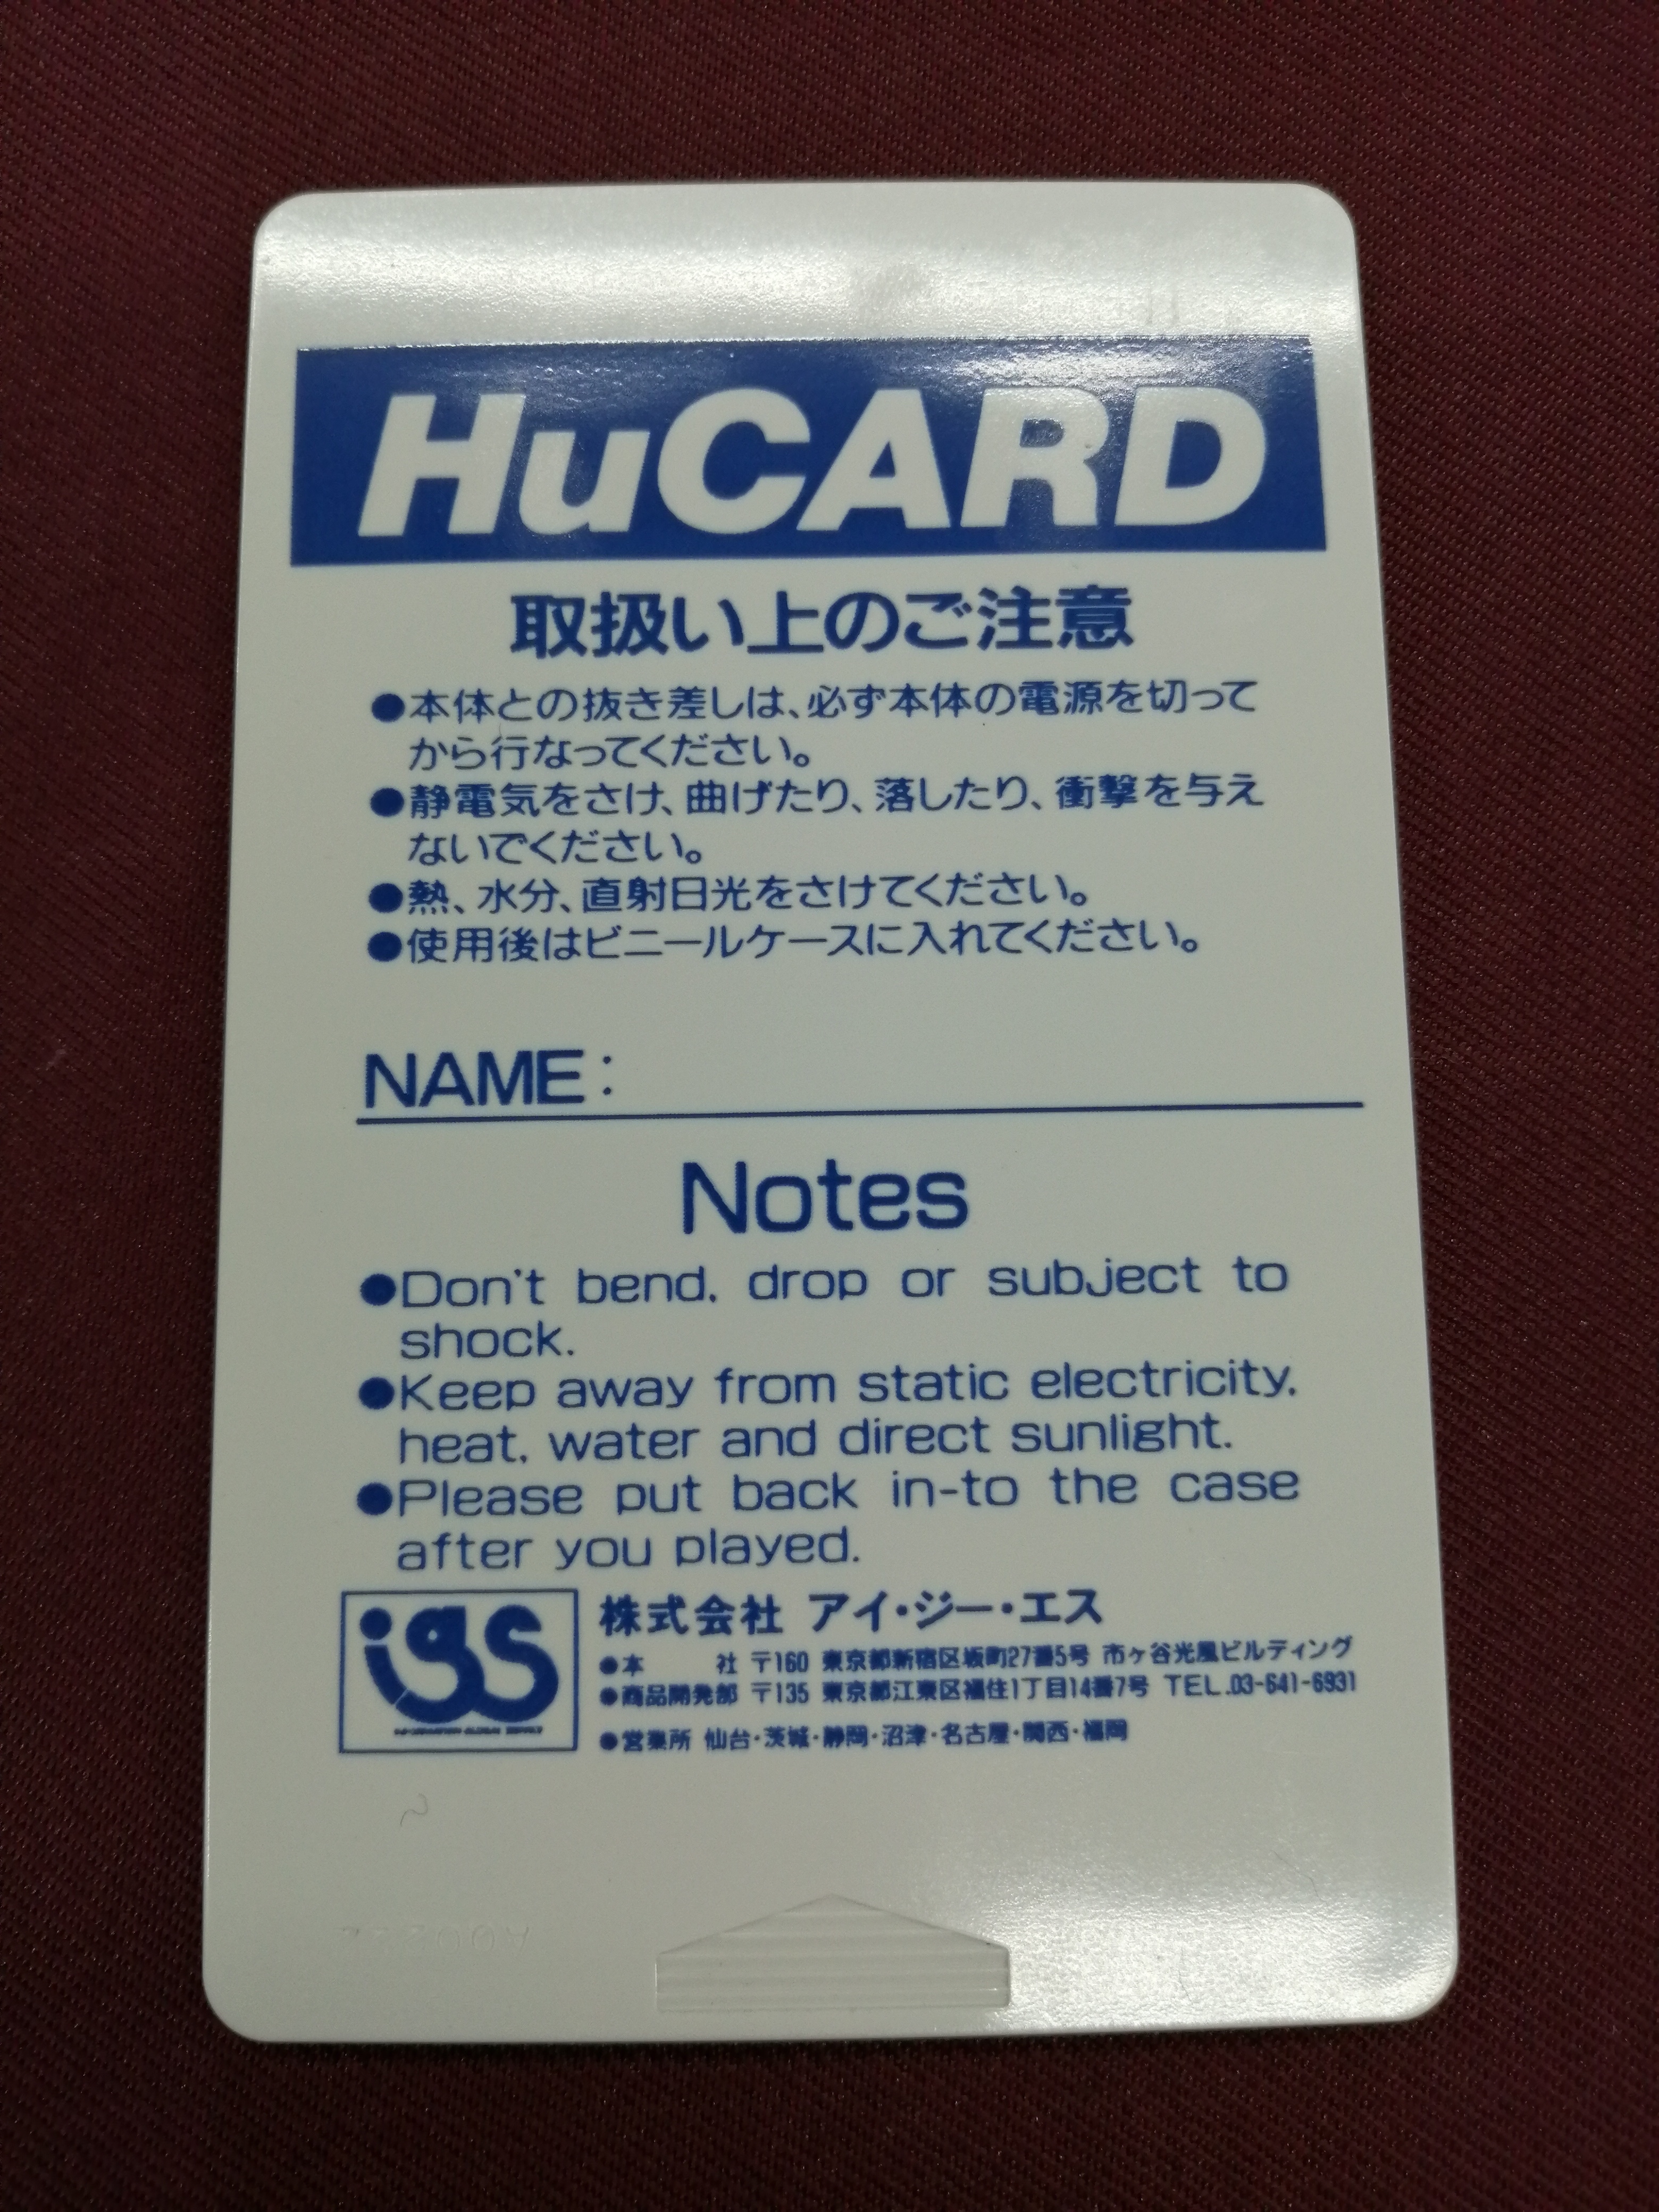 HuCARD
取扱い上のご注意
●本体との抜き差しは、必ず本体の電源を切って
から行なってください。
●静電気をさけ、曲げたり、落したり、衝撃を与え
ないでください。
●熱、水分、直射日光をさけてください。
●使用後はビニールケースに入れてください。
NAME:
Notes
●Don't bend, drop or subject to
shock.
●Keep away from static electricity,
heat, water and direct sunlight.
●Please put back in-to the case
after you played.
igs
INFORMATION GLOBAL SERVICE
株式会社 アイ・ジー・エス
●本 社 〒160 東京都新宿区坂町27番5号 市ヶ谷光風ビルディング
●商品開発部 〒135 東京都江東区福住1丁目14番7号 TEL.03-641-6931
●営業所 仙台・茨城・静岡・沼津・名古屋・関西・福岡